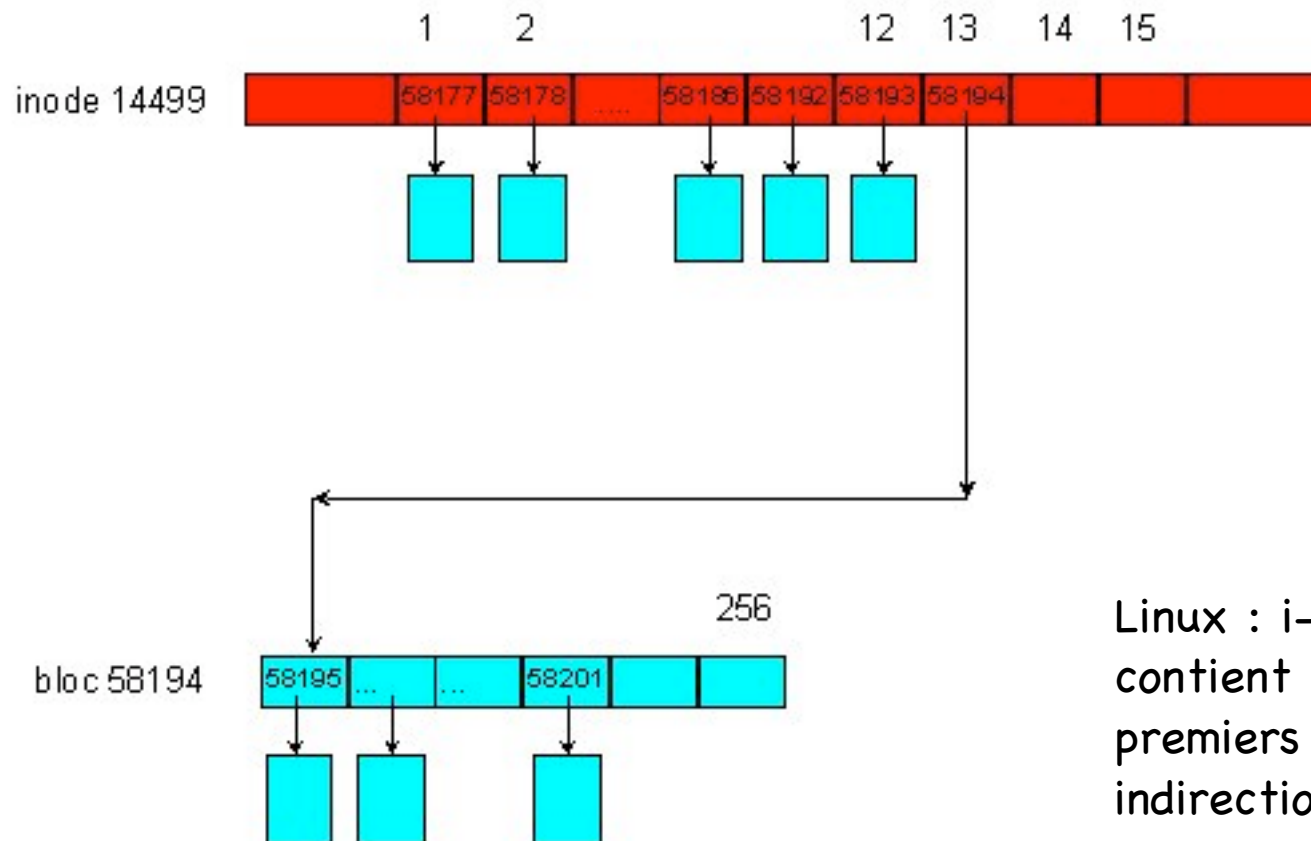 1 2 12 13 14 15
inode 14499 58177 58178 .... 58186 58192 58193 58194
256
bloc 58194 58195 ... ... 58201
Linux : i-
contient
premiers
indirectio